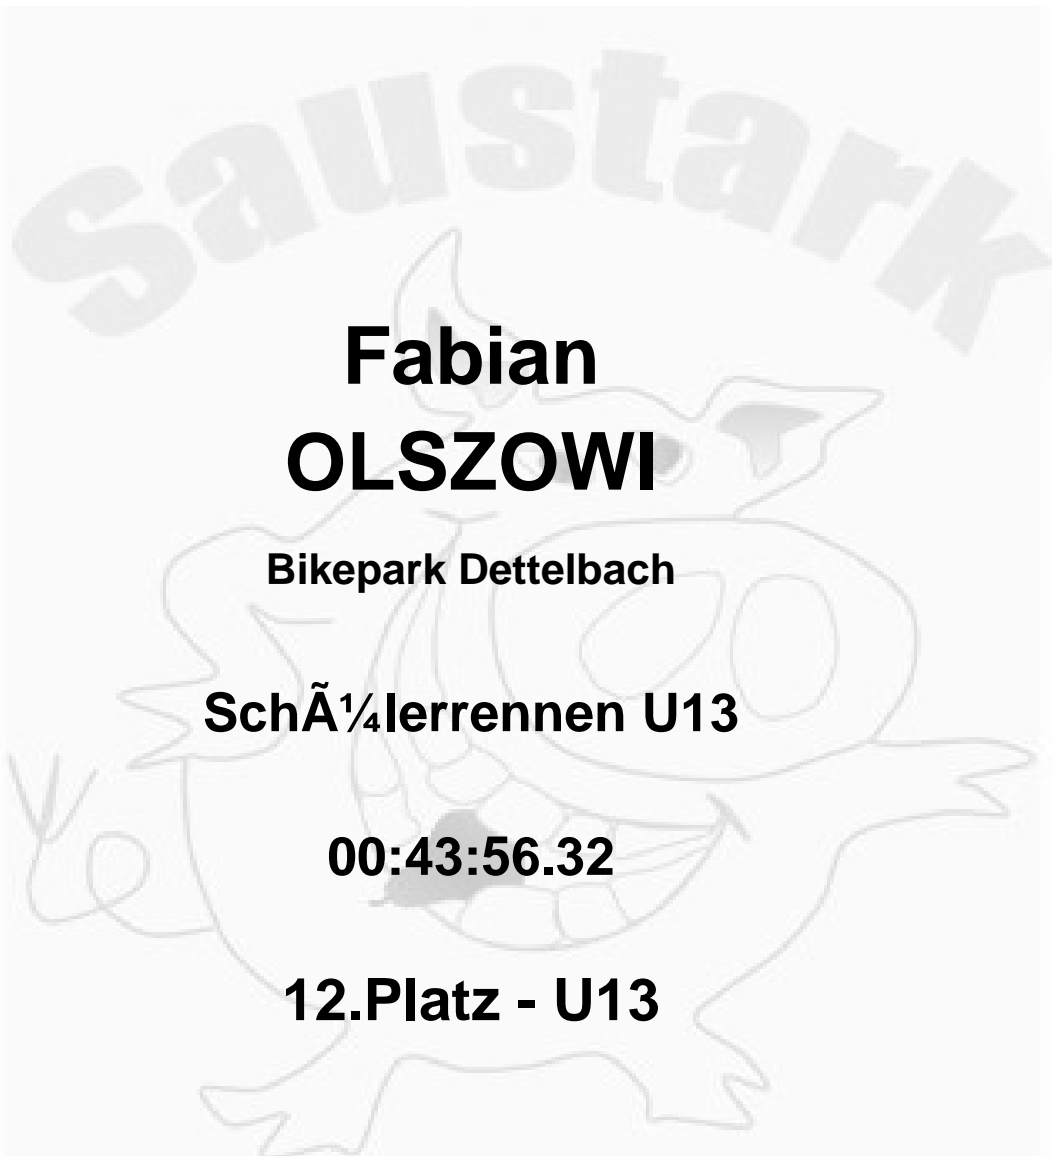 Saustark
Fabian
OLSZOWI
Bikepark Dettelbach
SchÃ¼lerrennen U13
00:43:56.32
12.Platz - U13